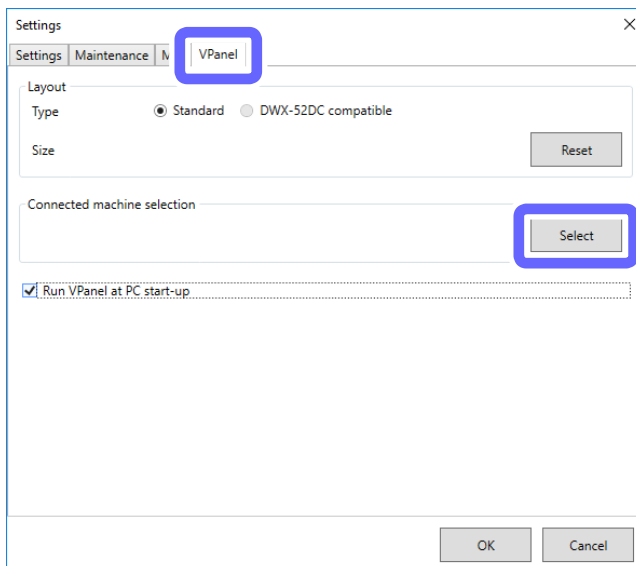 Settings
Settings Maintenance VPanel
Layout
Type Standard DWX-52DC compatible
Size Reset
Connected machine selection
Select
Run VPanel at PC start-up
OK Cancel